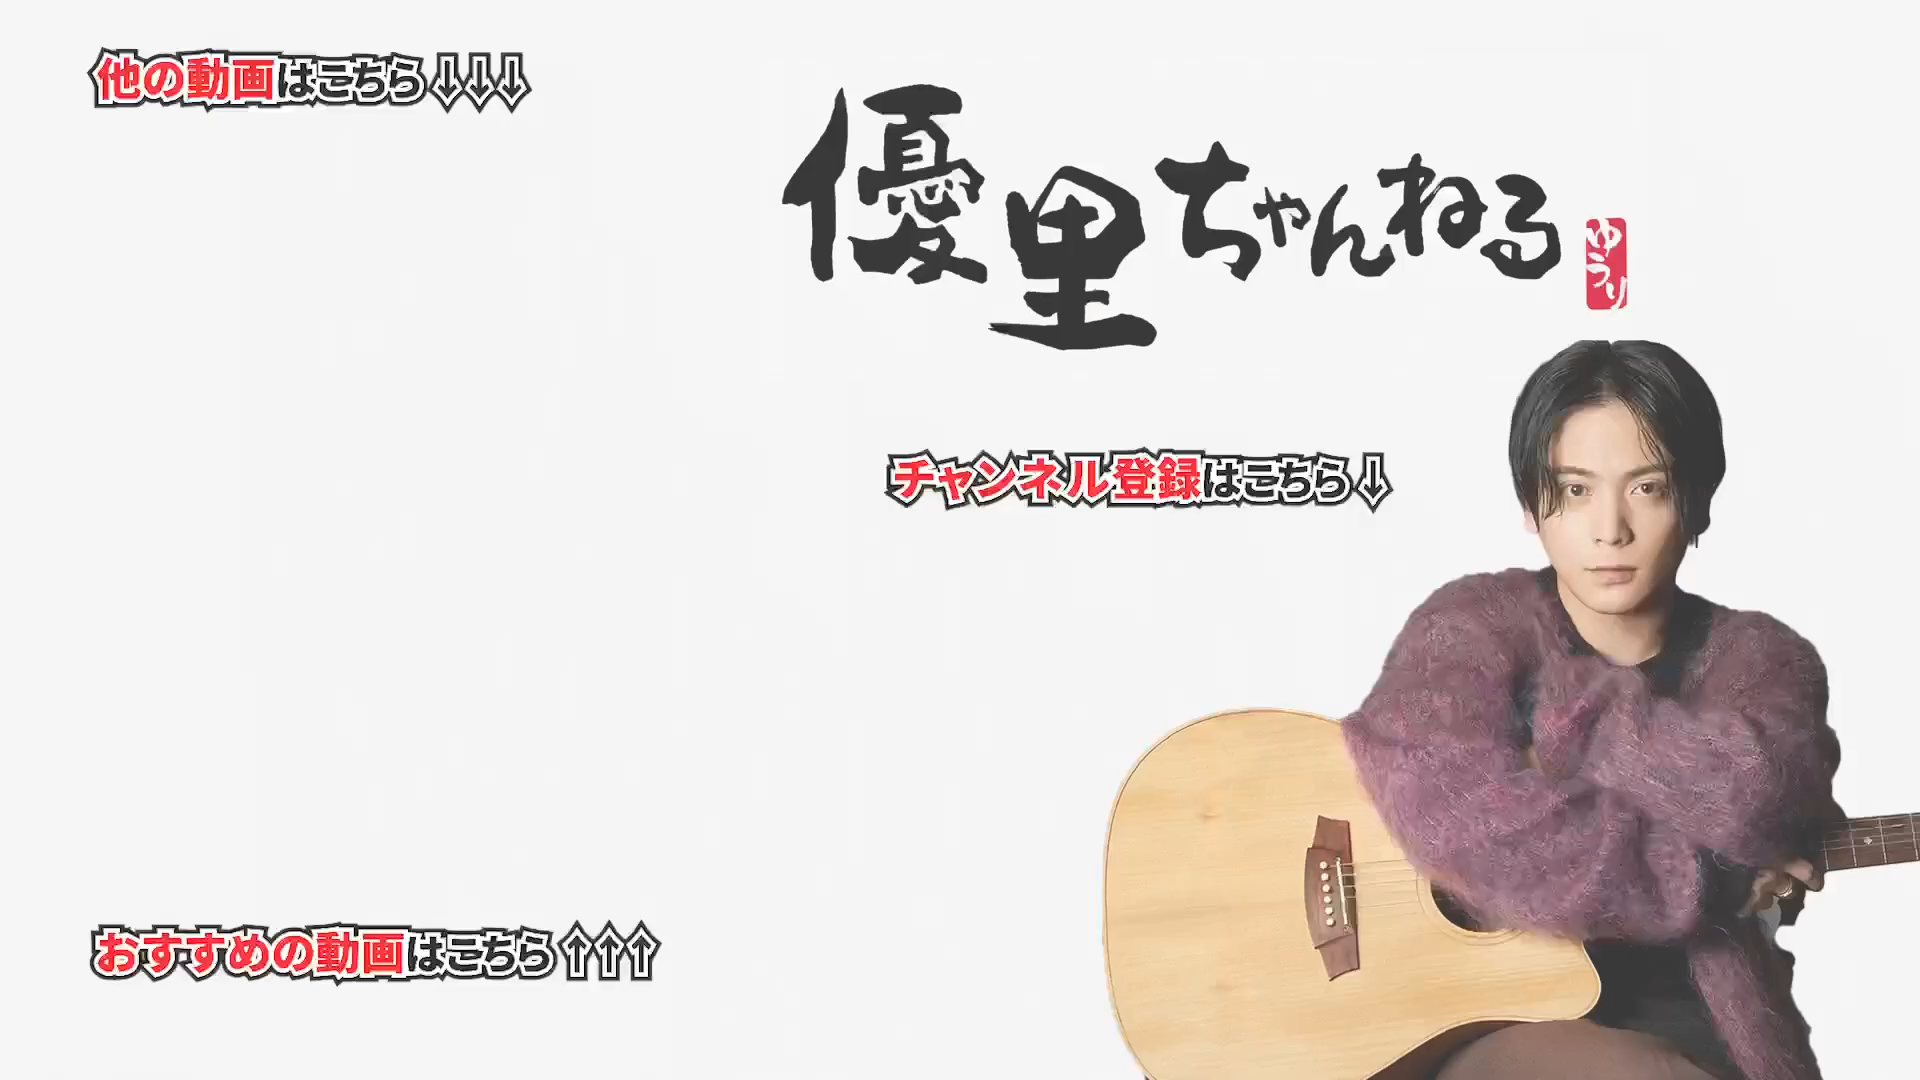 他の動画はこちら↓↓↓
優里ちゃんねる
ゆうり
チャンネル登録はこちら↓
おすすめの動画はこちら↑↑↑